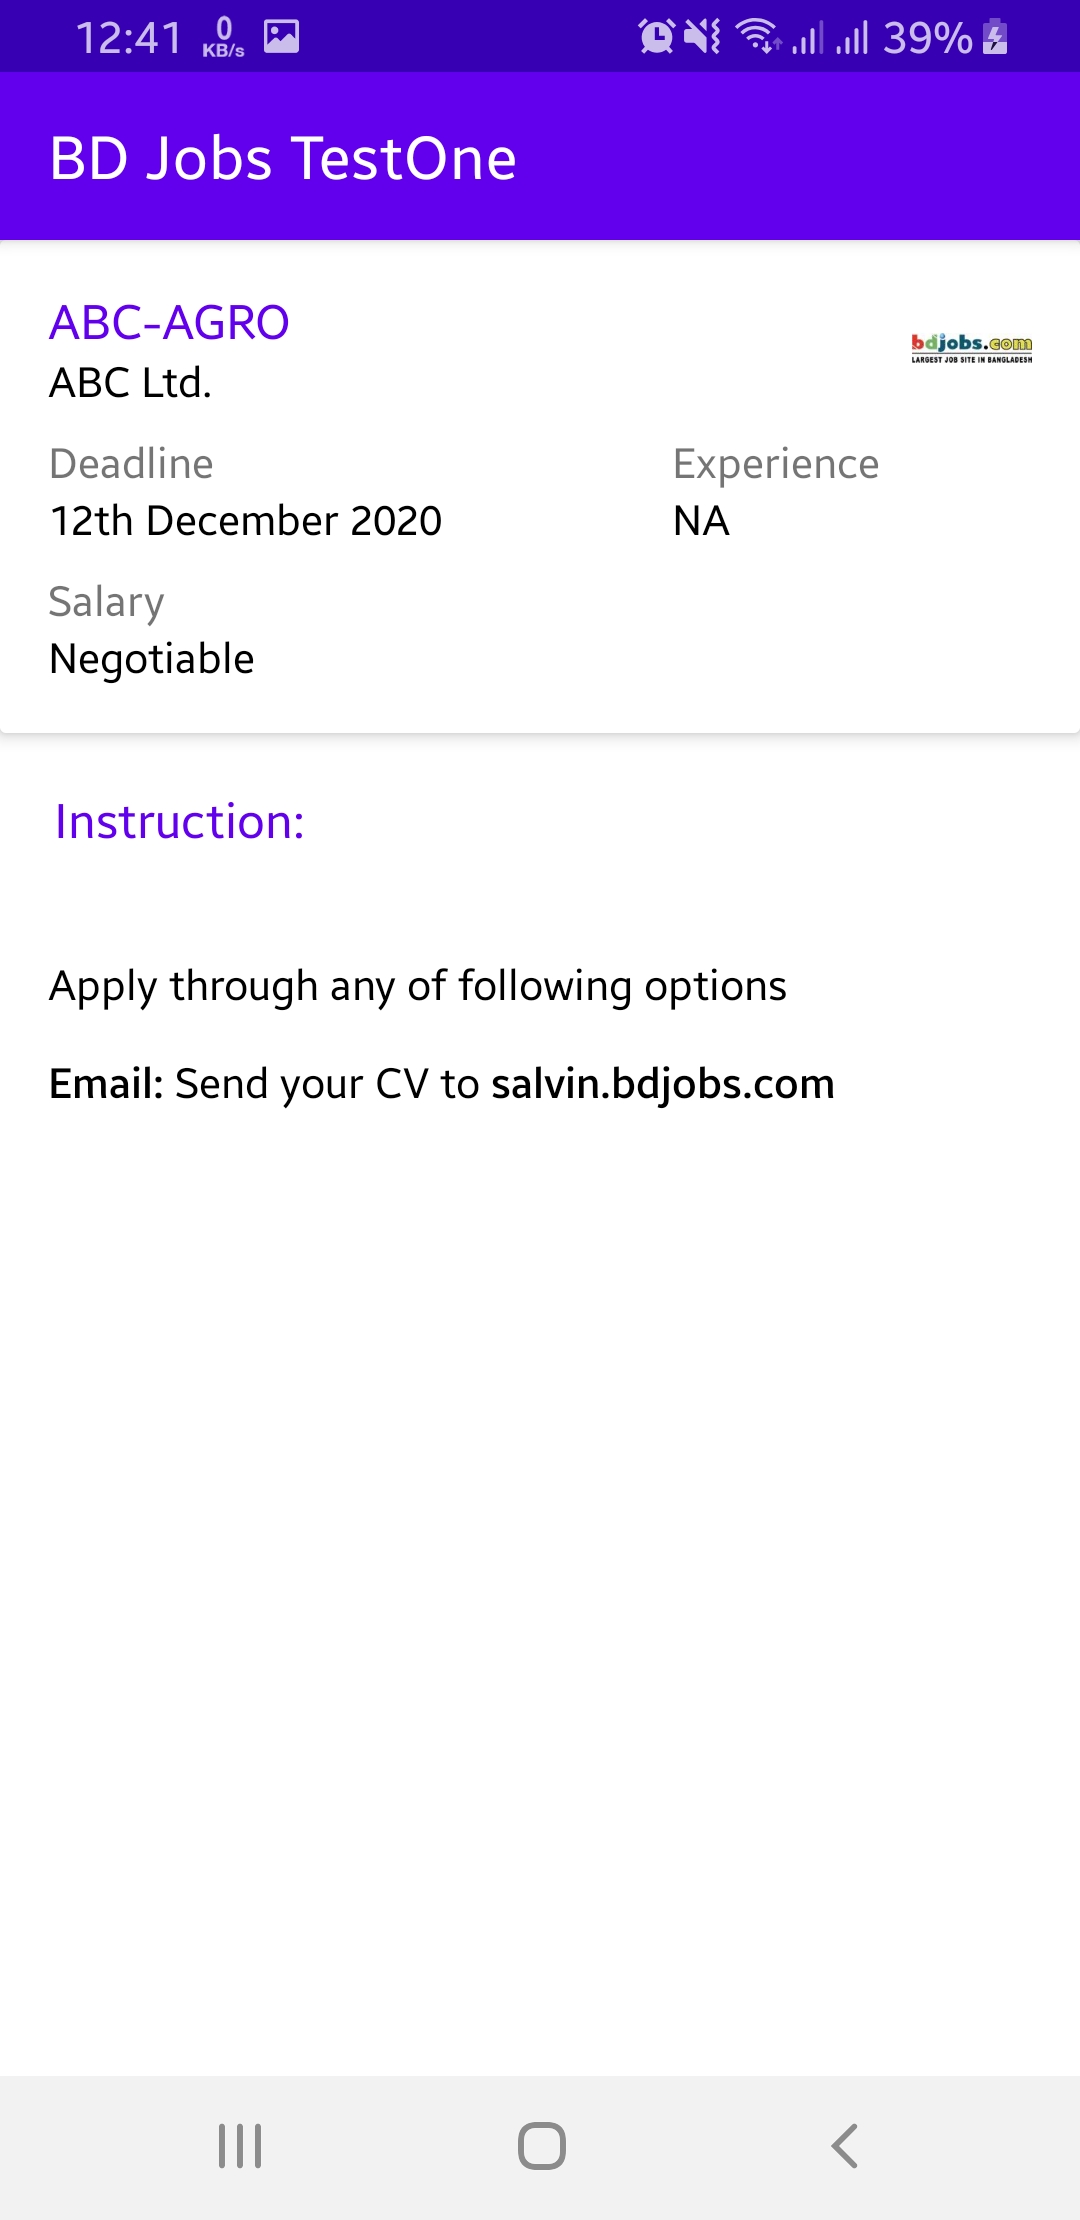 12:41 0 KB/s 39%
BD Jobs TestOne
ABC-AGRO
bdjobs.com
LARGEST JOB SITE IN BANGLADESH
ABC Ltd.
Deadline Experience
12th December 2020 NA
Salary
Negotiable
Instruction:
Apply through any of following options
Email: Send your CV to salvin.bdjobs.com